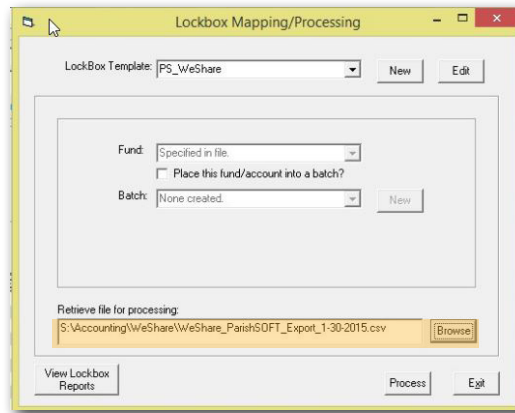 Lockbox Mapping/Processing
LockBox Template: PS_WeShare New Edit
Fund: Specified in file.
Place this fund/account into a batch?
Batch: None created. New
Retrieve file for processing:
S:\Accounting\WeShare\WeShare_ParishSOFT_Export_1-30-2015.csv Browse
View Lockbox
Reports
Process Exit